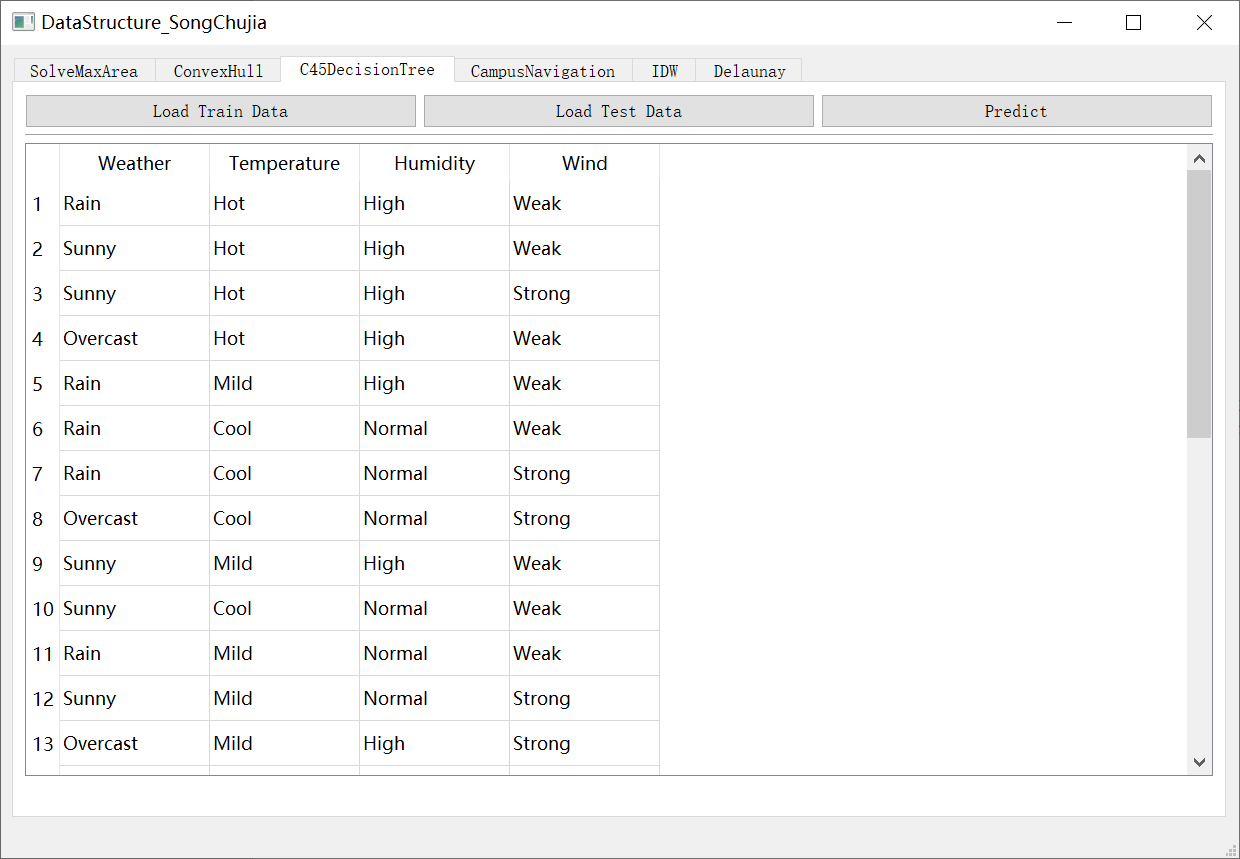 DataStructure_SongChujia
SolveMaxArea ConvexHull C45DecisionTree CampusNavigation IDW Delaunay
Load Train Data Load Test Data Predict
Weather Temperature Humidity Wind
1 Rain Hot High Weak
2 Sunny Hot High Weak
3 Sunny Hot High Strong
4 Overcast Hot High Weak
5 Rain Mild High Weak
6 Rain Cool Normal Weak
7 Rain Cool Normal Strong
8 Overcast Cool Normal Strong
9 Sunny Mild High Weak
10 Sunny Cool Normal Weak
11 Rain Mild Normal Weak
12 Sunny Mild Normal Strong
13 Overcast Mild High Strong